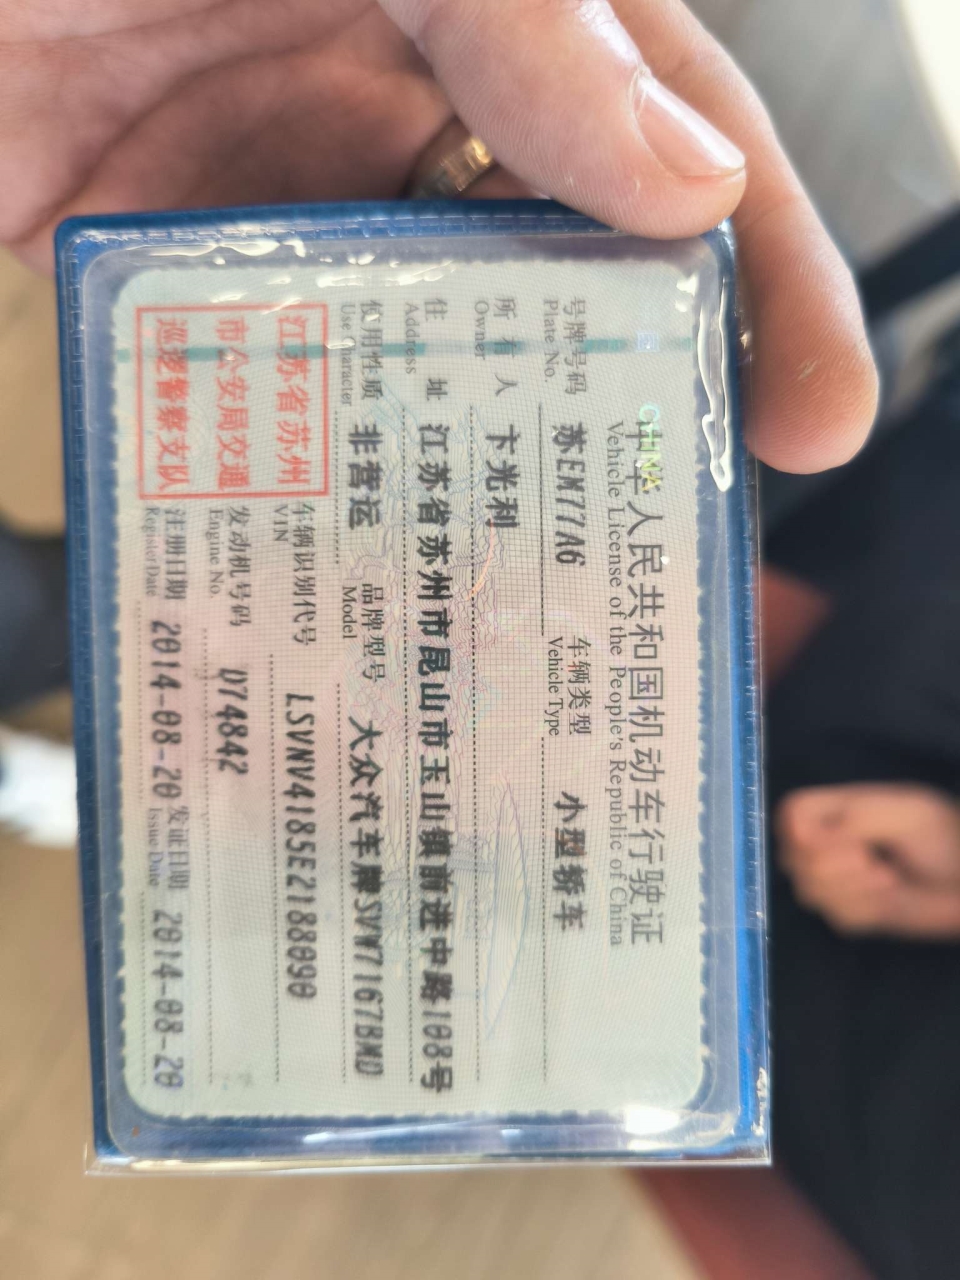 中华人民共和国机动车行驶证
Vehicle License of the People's Republic of China
号牌号码 苏EM77A6 车辆类型 小型轿车
Plate No. Vehicle Type
所有人 卞光利
Owner
住址 江苏省苏州市昆山市玉山镇前进中路108号
Address
使用性质 非营运 品牌型号 大众汽车牌SVW7167BMD
Use Character Model
江苏省苏州
市公安局交通
巡逻警察支队
车辆识别代号 LSVNV4185E2188090
VIN
发动机号码 D74842
Engine No.
注册日期 2014-08-20 发证日期 2014-08-20
Register Date Issue Date
CHINA